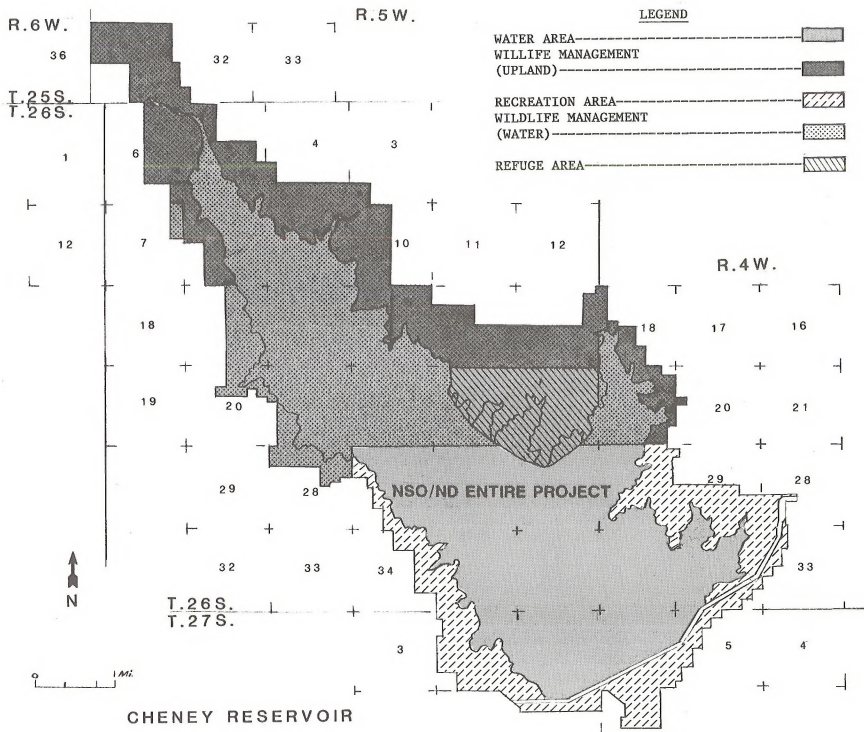 R.6W.
R.5W.
LEGEND
WATER AREA
WILLIFE MANAGEMENT
(UPLAND)
RECREATION AREA
WILDLIFE MANAGEMENT
(WATER)
REFUGE AREA
36
32
33
T.25S.
T.26S.
1
6
4
3
12
7
10
11
12
R.4W.
18
18
17
16
19
20
20
21
29
28
NSO/ND ENTIRE PROJECT
29
28
32
33
34
33
N
T.26S.
T.27S.
3
5
4
0
1 Mi.
CHENEY RESERVOIR